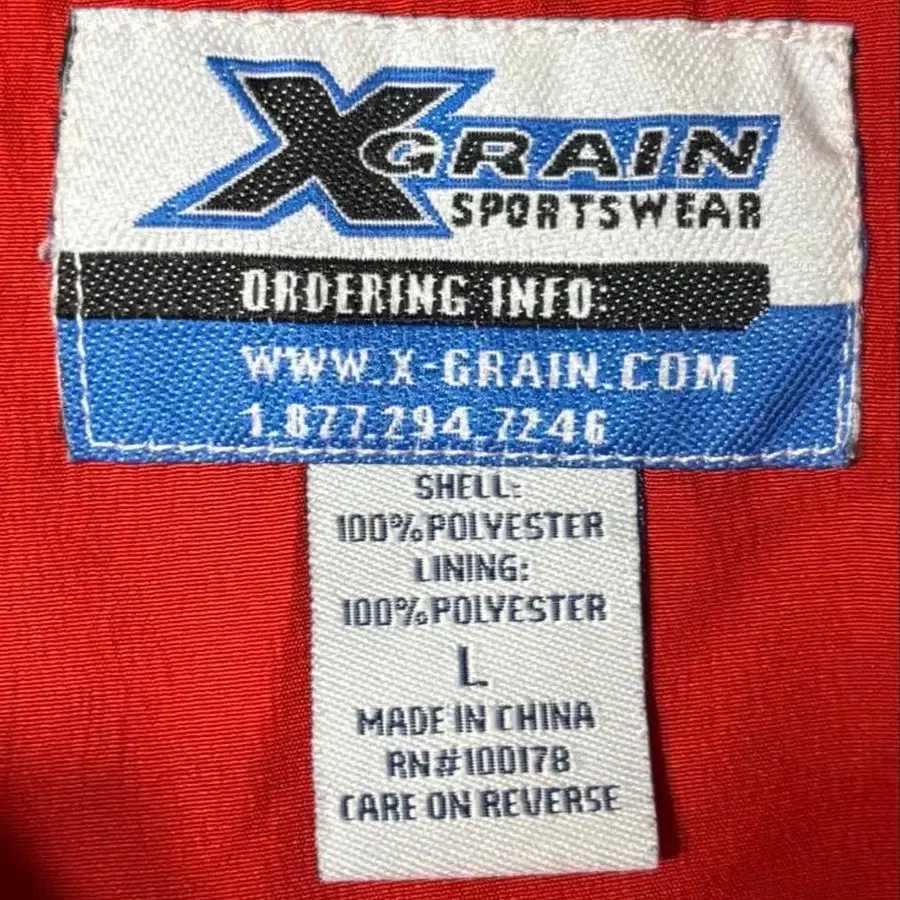 XGRAIN
SPORTSWEAR
ORDERING INFO:
WWW.X-GRAIN.COM
1.877.294.7246
SHELL:
100%POLYESTER
LINING:
100%POLYESTER
L
MADE IN CHINA
RN#100178
CARE ON REVERSE